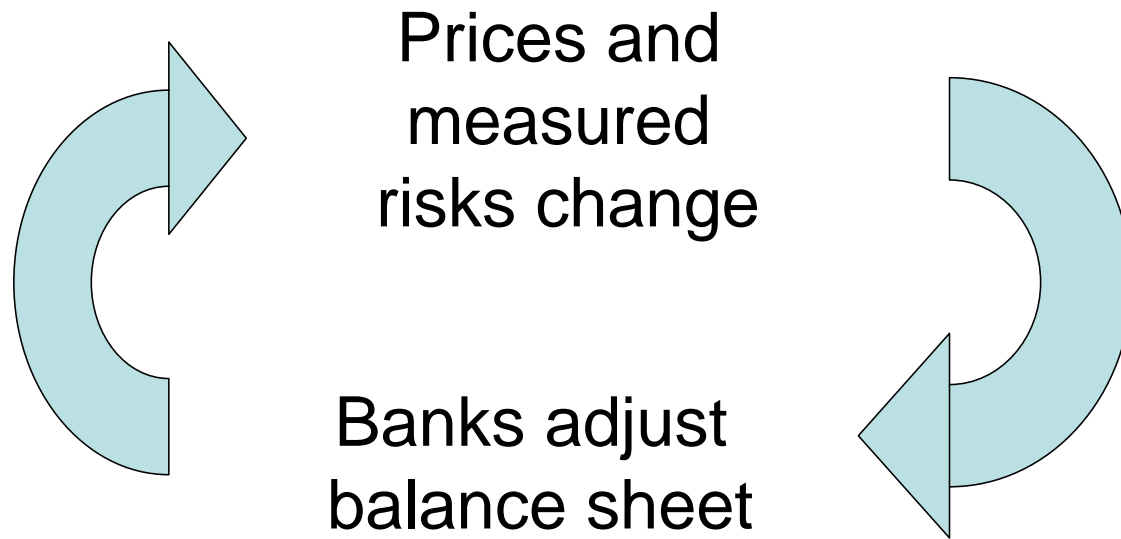 Prices and
measured
risks change
Banks adjust
balance sheet